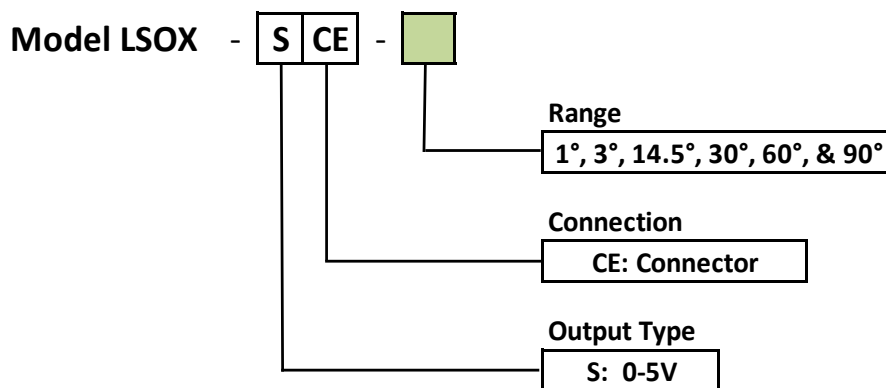 Model LSOX - S CE -
Range
1°, 3°, 14.5°, 30°, 60°, & 90°
Connection
CE: Connector
Output Type
S: 0-5V